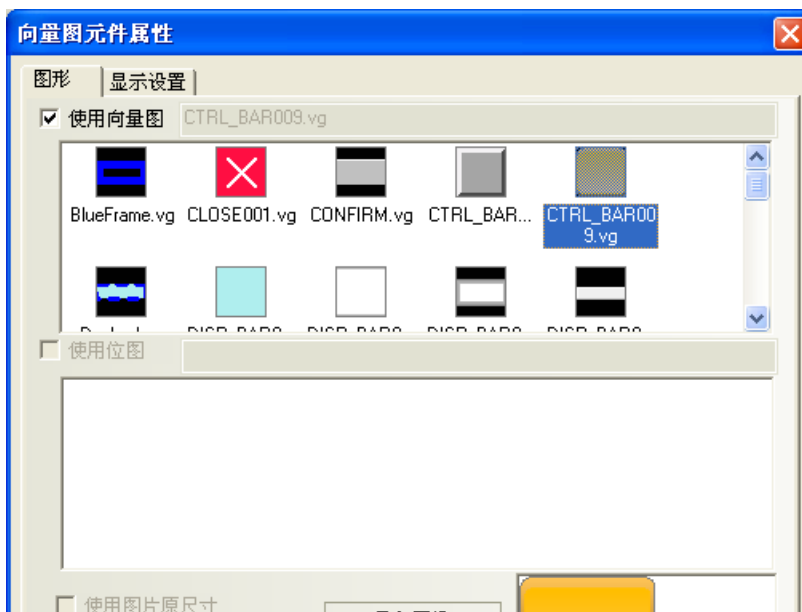 向量图元件属性
图形
显示设置
使用向量图 CTRL_BAR009.vg
BlueFrame.vg CLOSE001.vg CONFIRM.vg CTRL_BAR... CTRL_BAR00
9.vg
使用位图
使用图片原尺寸